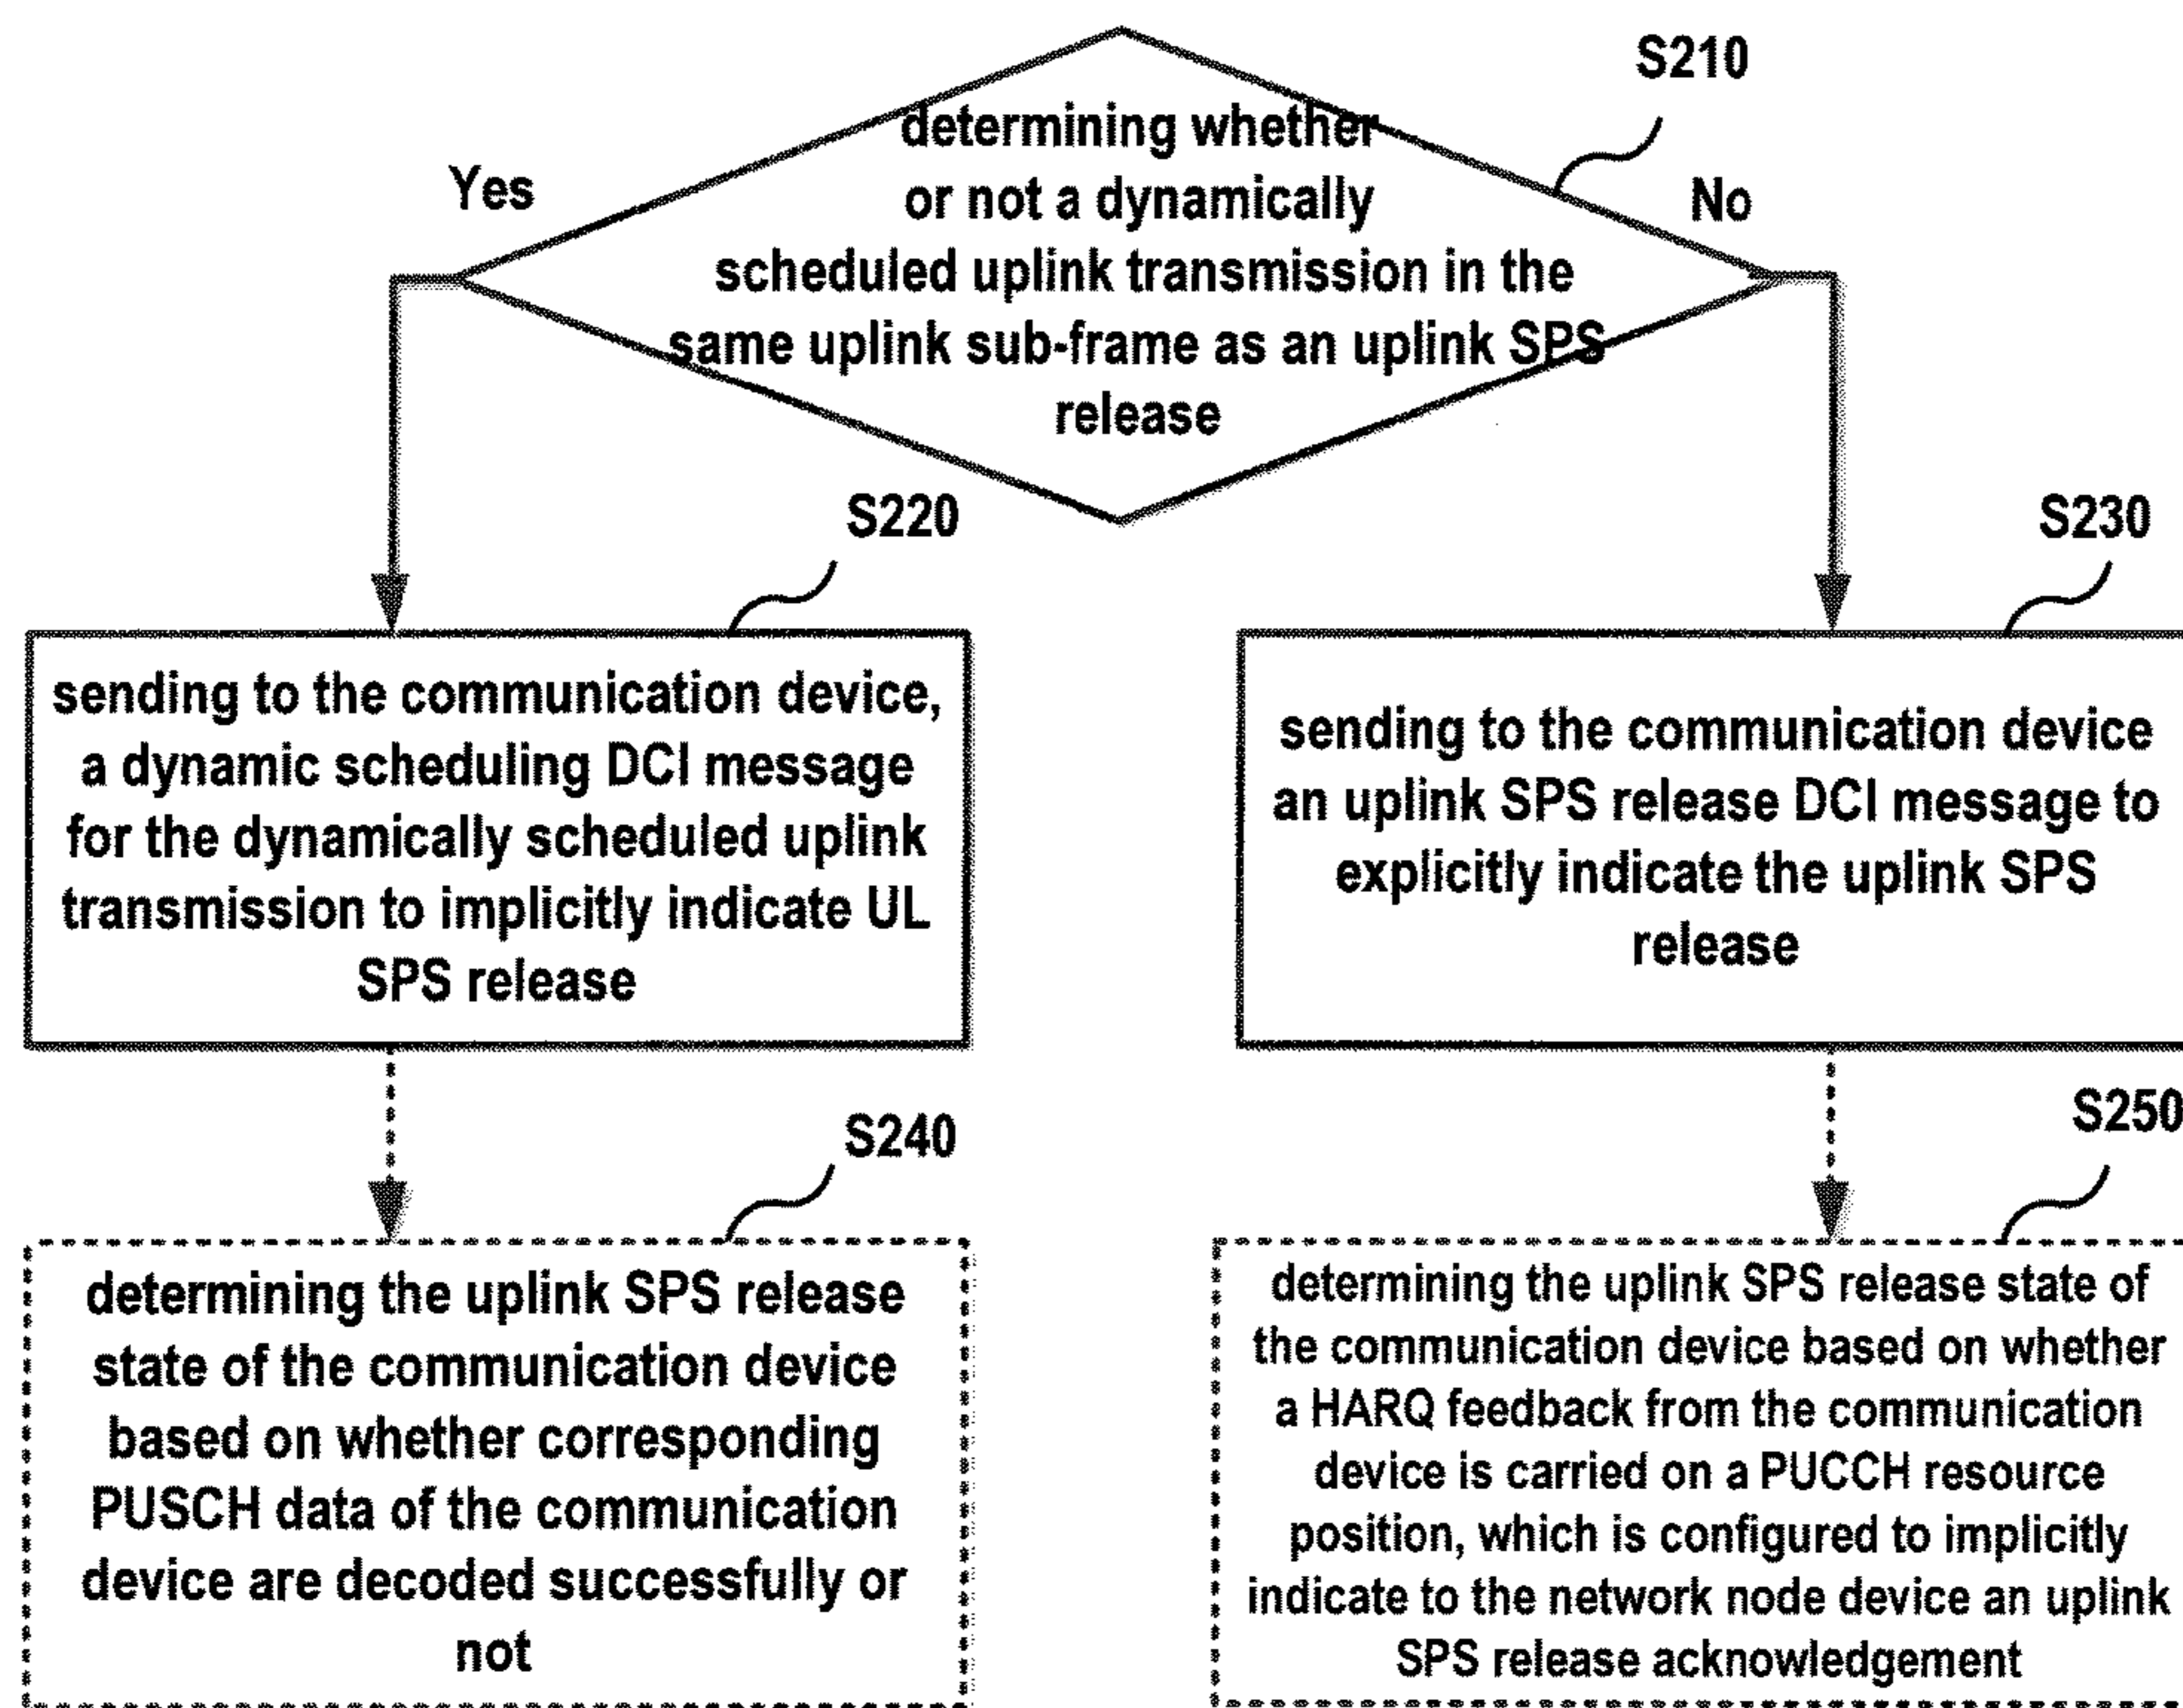 S210
determining whether
or not a dynamically
scheduled uplink transmission in the
same uplink sub-frame as an uplink SPS
release
Yes
No
S220
sending to the communication device,
a dynamic scheduling DCI message
for the dynamically scheduled uplink
transmission to implicitly indicate UL
SPS release
S230
sending to the communication device
an uplink SPS release DCI message to
explicitly indicate the uplink SPS
release
S240
determining the uplink SPS release
state of the communication device
based on whether corresponding
PUSCH data of the communication
device are decoded successfully or
not
S250
determining the uplink SPS release state of
the communication device based on whether
a HARQ feedback from the communication
device is carried on a PUCCH resource
position, which is configured to implicitly
indicate to the network node device an uplink
SPS release acknowledgement